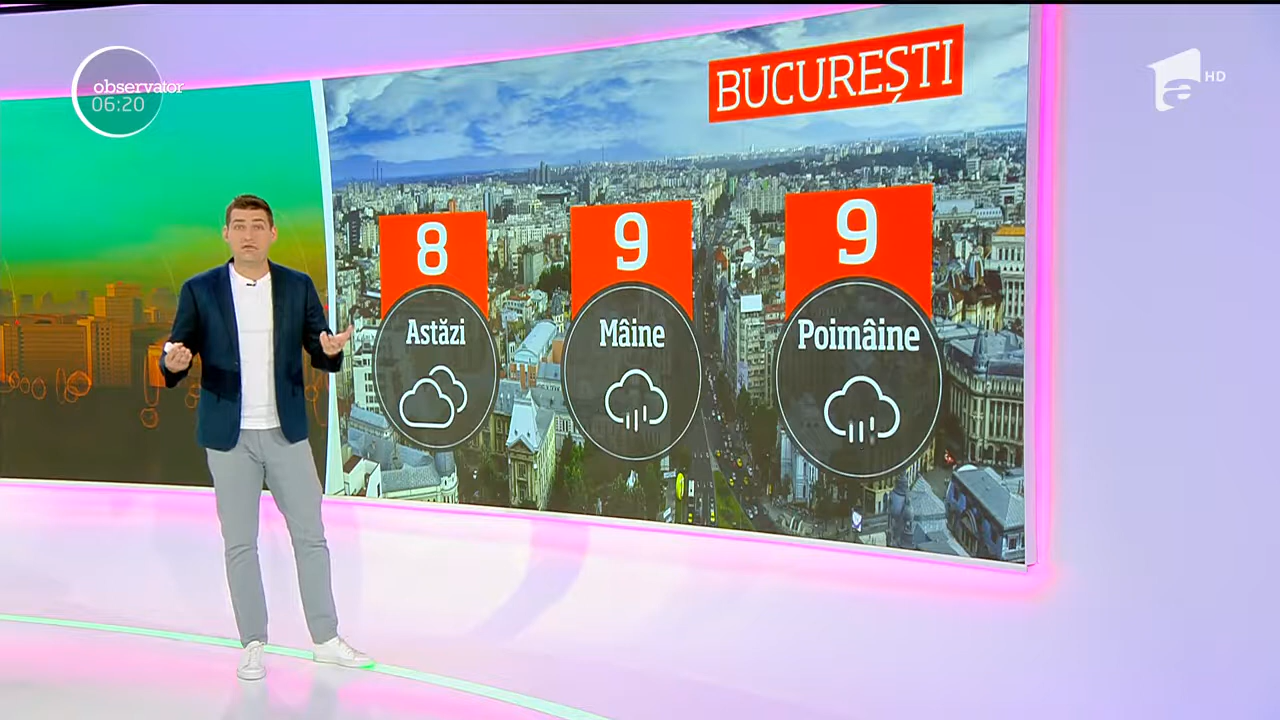 observator
06:20
BUCUREȘTI
a HD
8
Astăzi
9
Mâine
9
Poimâine